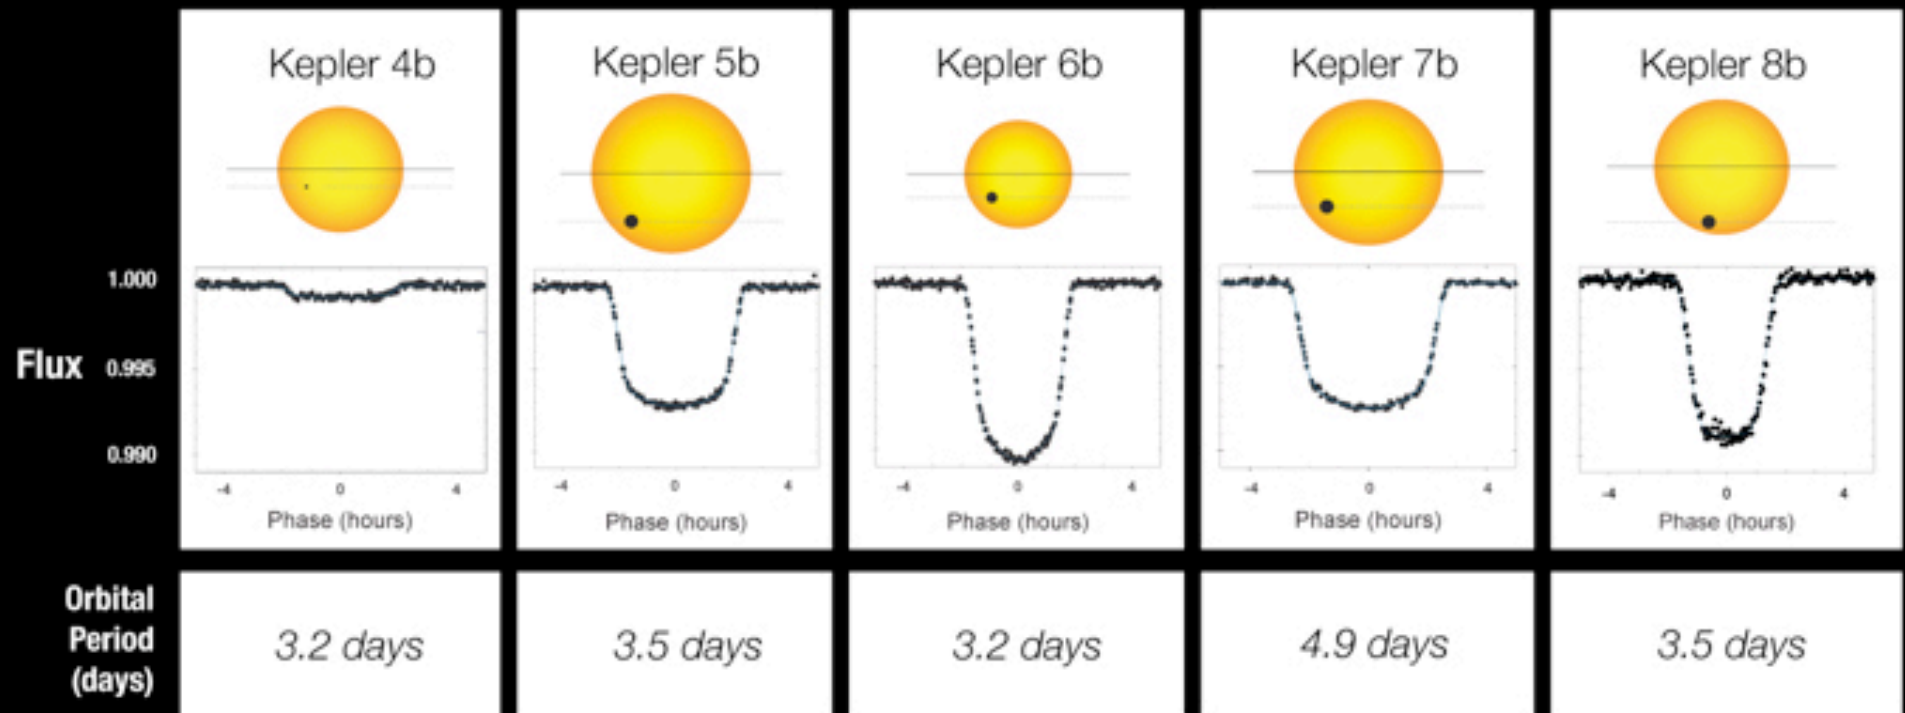 Kepler 4b
Kepler 5b
Kepler 6b
Kepler 7b
Kepler 8b
Flux
1.000
0.995
0.990
-4 0 4
Phase (hours)
-4 0 4
Phase (hours)
-4 0 4
Phase (hours)
-4 0 4
Phase (hours)
-4 0 4
Phase (hours)
Orbital
Period
(days)
3.2 days
3.5 days
3.2 days
4.9 days
3.5 days